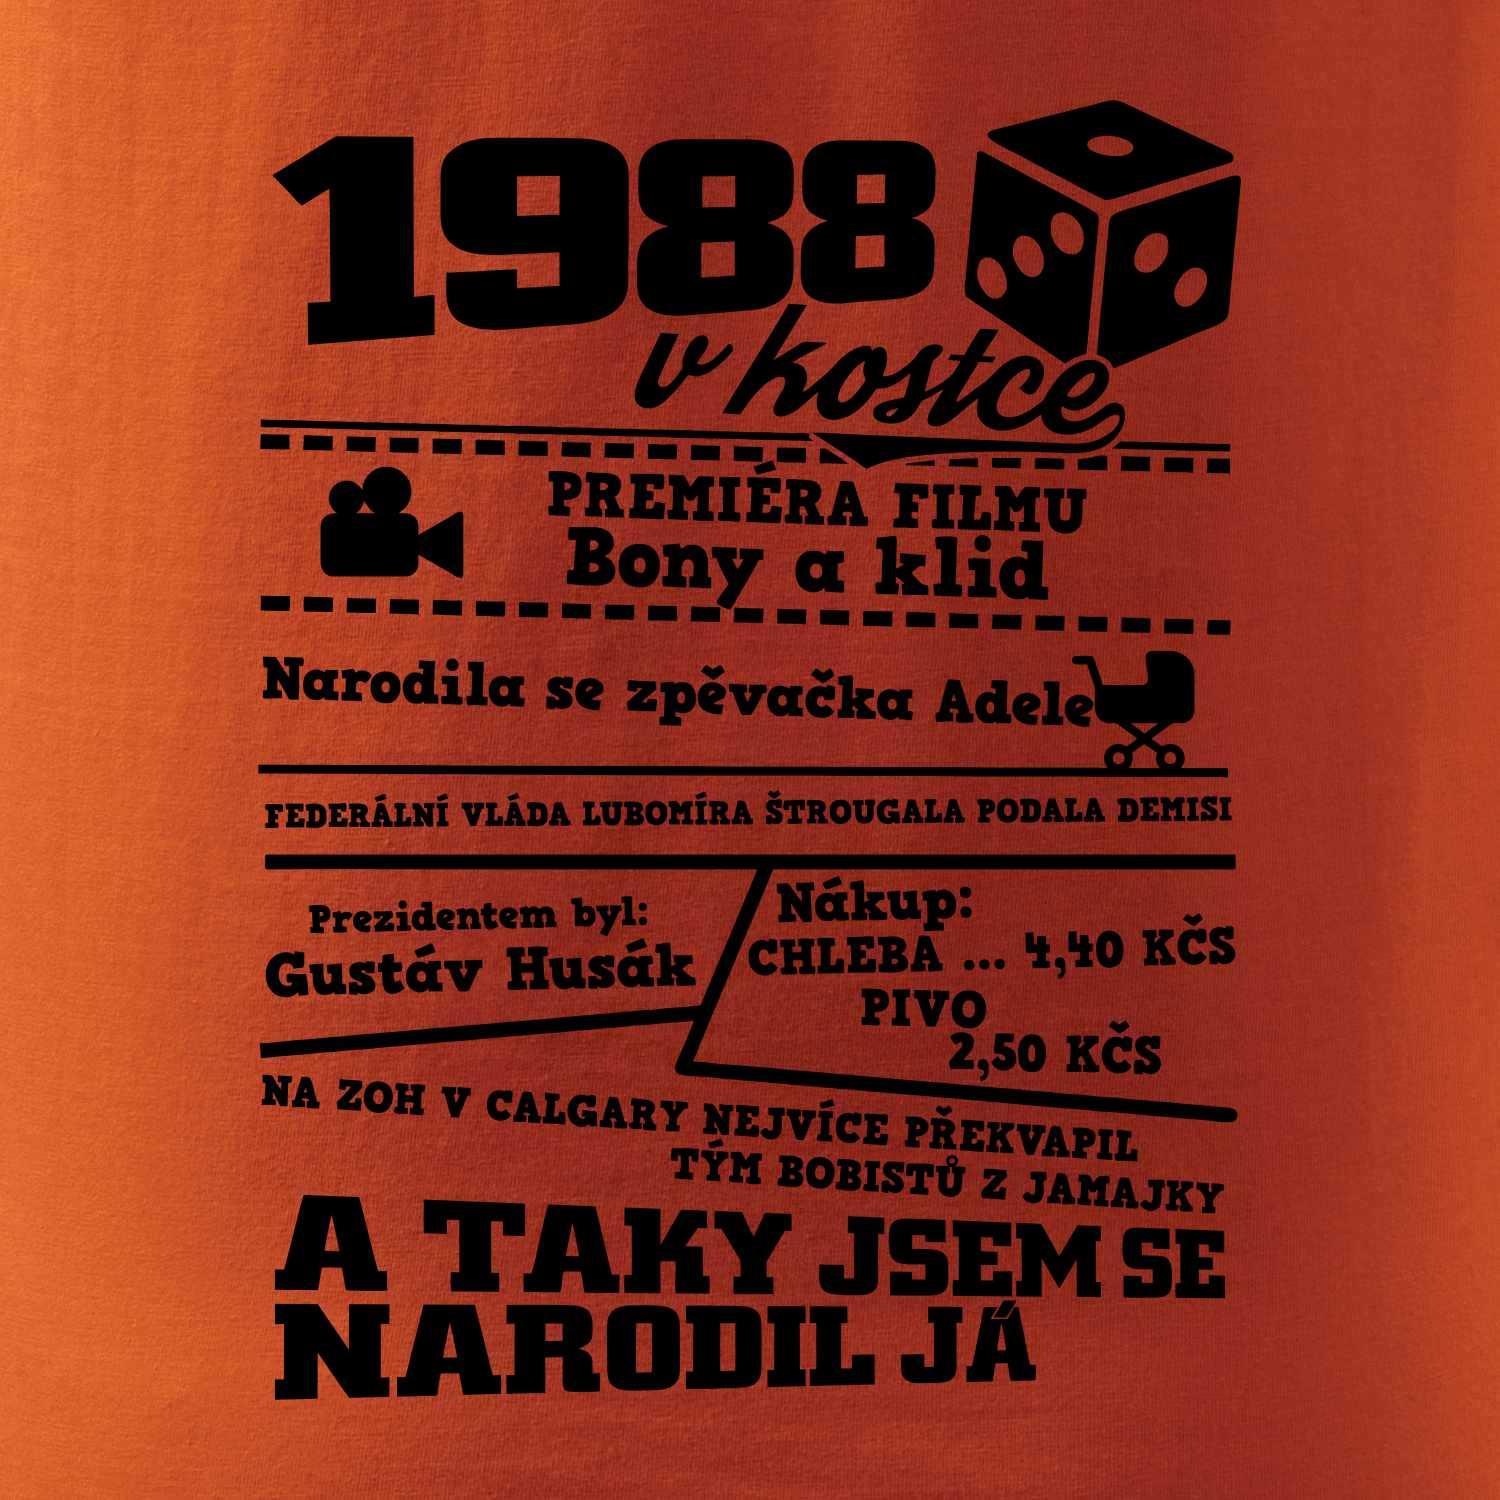 1988
v kostce
PREMIÉRA FILMU
Bony a klid
Narodila se zpěvačka Adele
FEDERÁLNÍ VLÁDA LUBOMÍRA ŠTROUGALA PODALA DEMISI
Prezidentem byl:
Gustáv Husák
Nákup:
CHLEBA ... 4,40 KČS
PIVO
2,50 KČS
NA ZOH V CALGARY NEJVÍCE PŘEKVAPIL
TÝM BOBISTŮ Z JAMAJKY
A TAKY JSEM SE
NARODIL JÁ